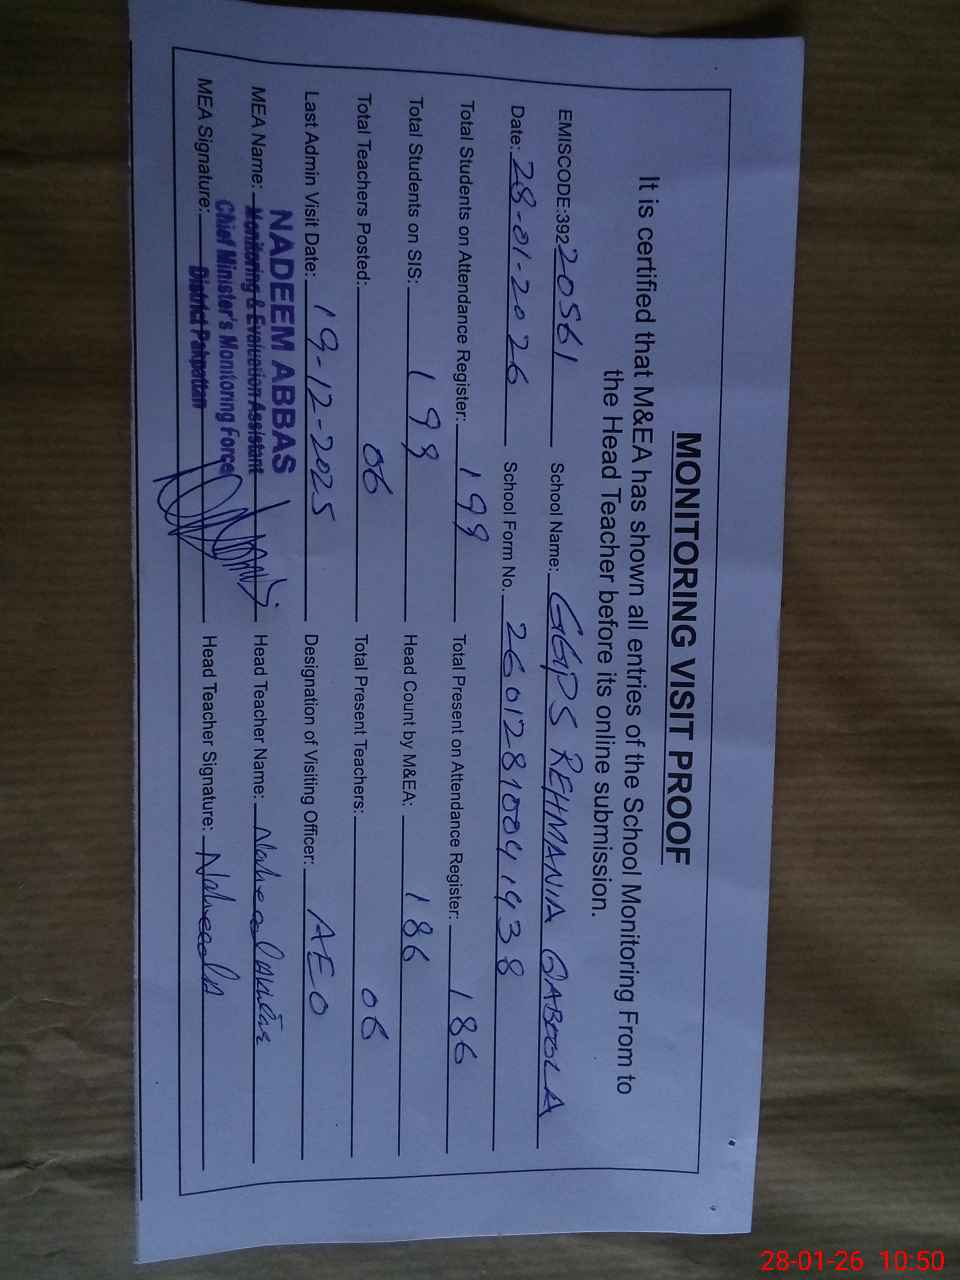 MONITORING VISIT PROOF
It is certified that M&EA has shown all entries of the School Monitoring From to
the Head Teacher before its online submission.
EMISCODE:39220561 School Name: GGPS REHMANIA QABOOLA
Date: 28-01-2026 School Form No. 26012810041938
Total Students on Attendance Register: 199 Total Present on Attendance Register: 186
Total Students on SIS: 199 Head Count by M&EA: 186
Total Teachers Posted: 06 Total Present Teachers: 06
Last Admin Visit Date: 19-12-2025 Designation of Visiting Officer: AEO
NADEEM ABBAS
MEA Name: Monitoring & Evaluation Assistant Head Teacher Name:
Chief Minister's Monitoring Force
MEA Signature: District Pakpattan Head Teacher Signature:
28-01-26 10:50